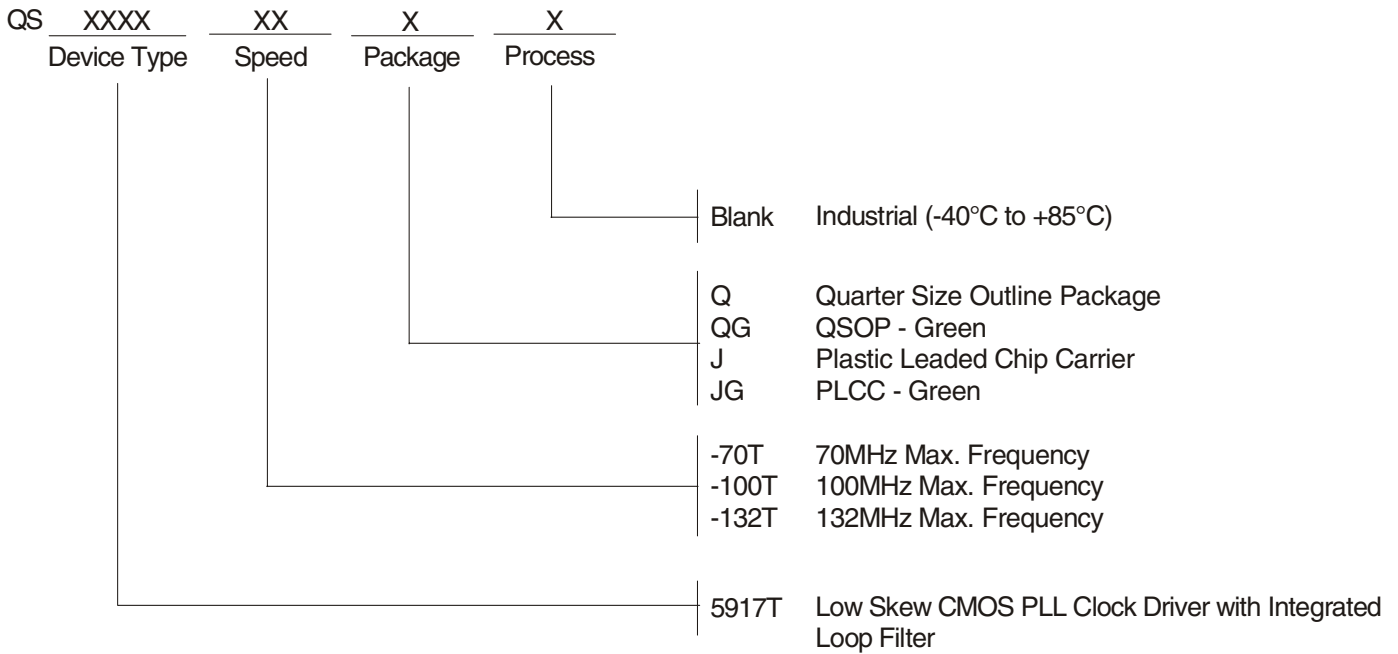 QS XXXX XX X X
Device Type Speed Package Process
Blank Industrial (-40°C to +85°C)
Q Quarter Size Outline Package
QG QSOP - Green
J Plastic Leaded Chip Carrier
JG PLCC - Green
-70T 70MHz Max. Frequency
-100T 100MHz Max. Frequency
-132T 132MHz Max. Frequency
5917T Low Skew CMOS PLL Clock Driver with Integrated
Loop Filter